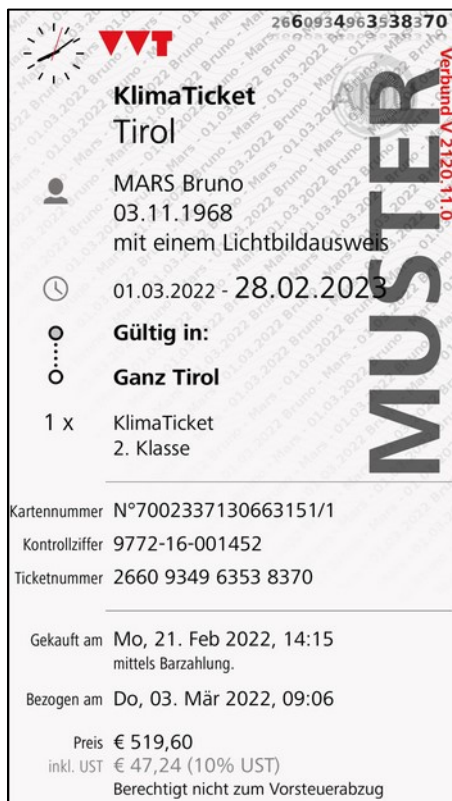 2660934963538370
VVT
Verbund V 2120.11.0
KlimaTicket
Tirol
MUSTER
MARS Bruno
03.11.1968
mit einem Lichtbildausweis
01.03.2022 - 28.02.2023
Gültig in:
Ganz Tirol
1 x KlimaTicket
2. Klasse
Kartennummer N°7002337130663151/1
Kontrollziffer 9772-16-001452
Ticketnummer 2660 9349 6353 8370
Gekauft am Mo, 21. Feb 2022, 14:15
mittels Barzahlung.
Bezogen am Do, 03. Mär 2022, 09:06
Preis € 519,60
inkl. UST € 47,24 (10% UST)
Berechtigt nicht zum Vorsteuerabzug